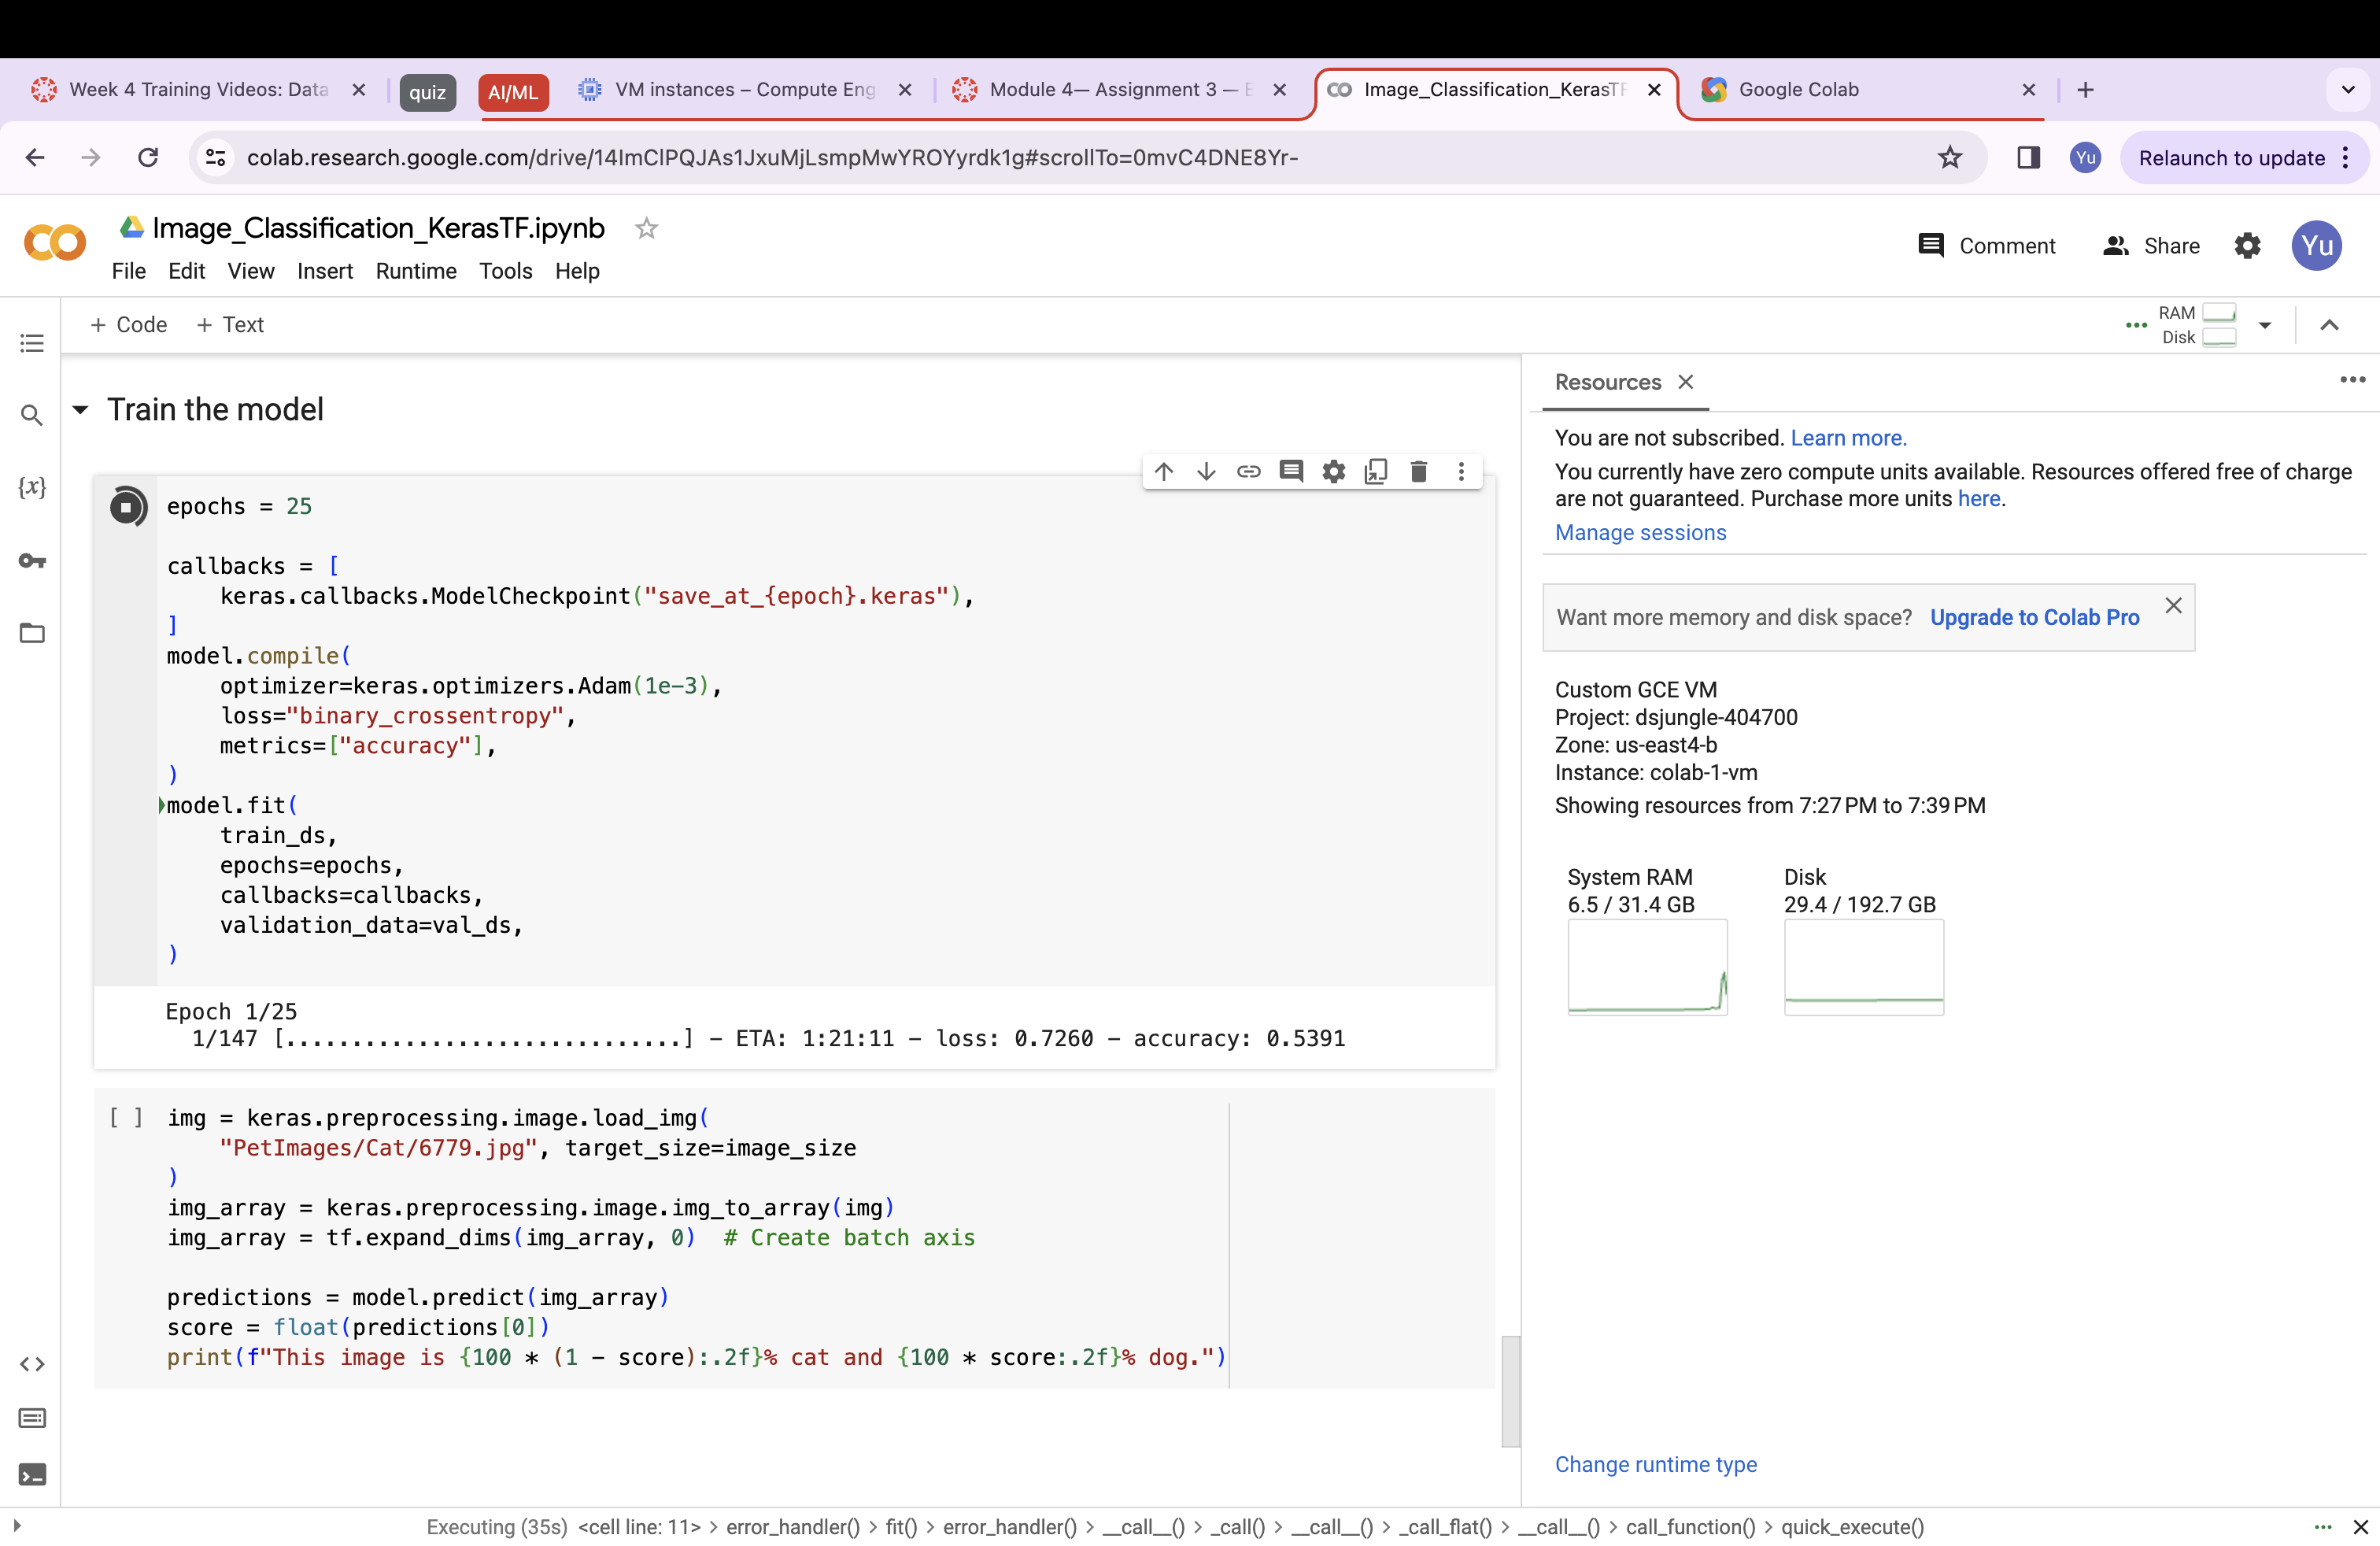 Week 4 Training Videos: Data
quiz
AI/ML
VM instances – Compute Eng
Module 4— Assignment 3 — E
Image_Classification_KerasTF
Google Colab
colab.research.google.com/drive/14ImClPQJAs1JxuMjLsmpMwYROYyrdk1g#scrollTo=0mvC4DNE8Yr-
Yu
Relaunch to update
Image_Classification_KerasTF.ipynb
Comment
Share
Yu
File Edit View Insert Runtime Tools Help
+ Code + Text
RAM
Disk
Train the model
epochs = 25
callbacks = [
keras.callbacks.ModelCheckpoint("save_at_{epoch}.keras"),
]
model.compile(
optimizer=keras.optimizers.Adam(1e-3),
loss="binary_crossentropy",
metrics=["accuracy"],
)
model.fit(
train_ds,
epochs=epochs,
callbacks=callbacks,
validation_data=val_ds,
)
Epoch 1/25
1/147 [..............................] - ETA: 1:21:11 - loss: 0.7260 - accuracy: 0.5391
[ ] img = keras.preprocessing.image.load_img(
"PetImages/Cat/6779.jpg", target_size=image_size
)
img_array = keras.preprocessing.image.img_to_array(img)
img_array = tf.expand_dims(img_array, 0)  # Create batch axis
predictions = model.predict(img_array)
score = float(predictions[0])
print(f"This image is {100 * (1 - score):.2f}% cat and {100 * score:.2f}% dog.")
Resources
You are not subscribed. Learn more.
You currently have zero compute units available. Resources offered free of charge
are not guaranteed. Purchase more units here.
Manage sessions
Want more memory and disk space? Upgrade to Colab Pro
Custom GCE VM
Project: dsjungle-404700
Zone: us-east4-b
Instance: colab-1-vm
Showing resources from 7:27 PM to 7:39 PM
System RAM
6.5 / 31.4 GB
Disk
29.4 / 192.7 GB
Change runtime type
Executing (35s) <cell line: 11> > error_handler() > fit() > error_handler() > __call__() > _call() > __call__() > _call_flat() > __call__() > call_function() > quick_execute()